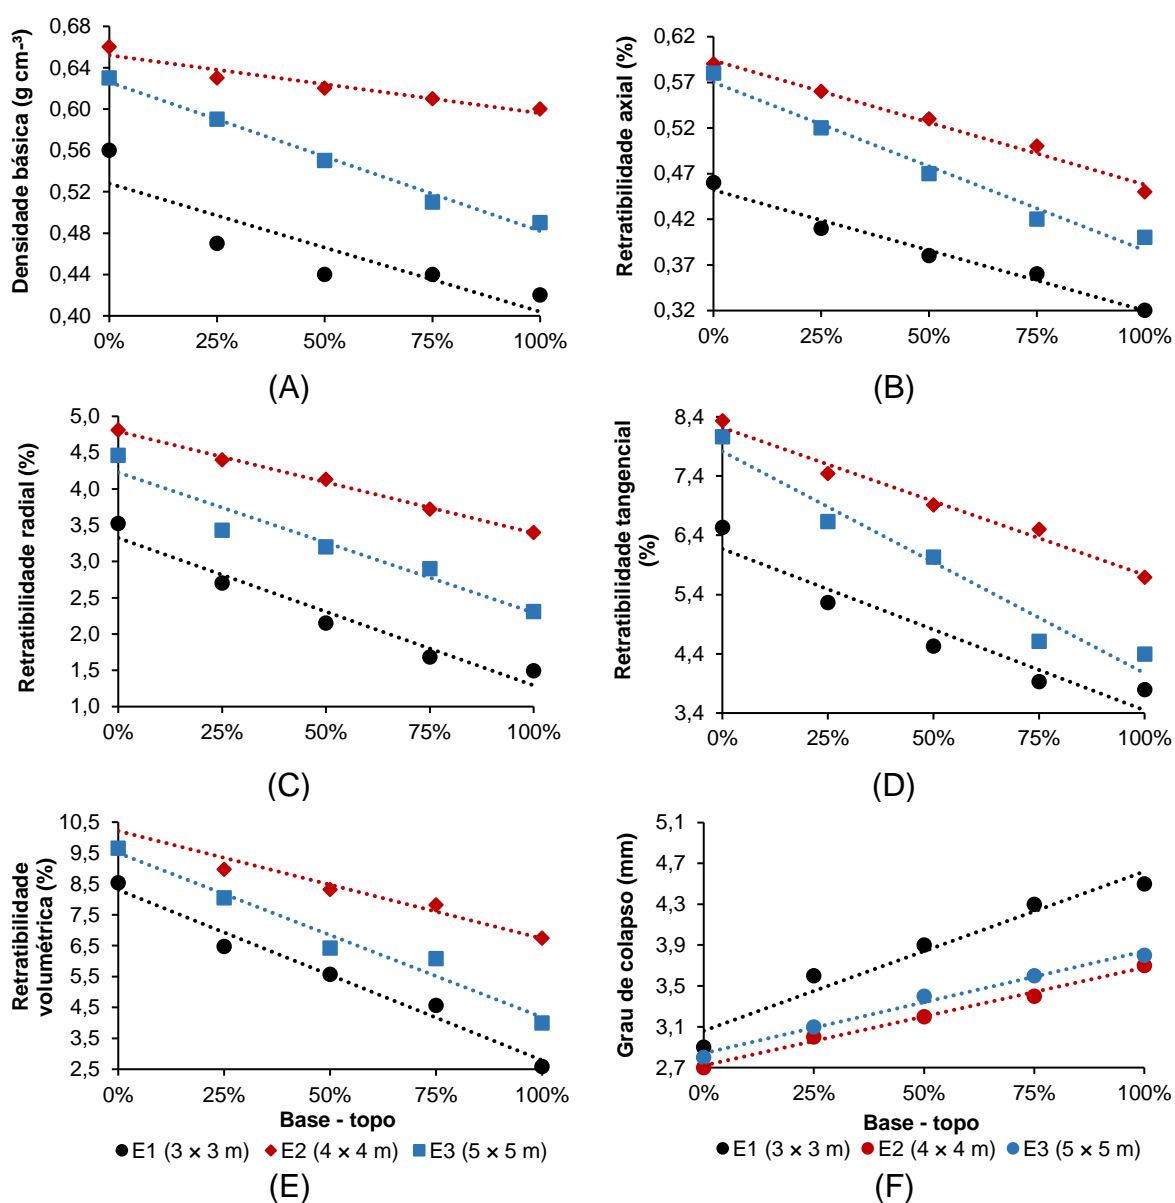 Densidade básica (g cm-³)
0,68
0,64
0,60
0,56
0,52
0,48
0,44
0,40
0% 25% 50% 75% 100%
(A)
Retratibilidade axial (%)
0,62
0,57
0,52
0,47
0,42
0,37
0,32
0% 25% 50% 75% 100%
(B)
Retratibilidade radial (%)
5,0
4,5
4,0
3,5
3,0
2,5
2,0
1,5
1,0
0% 25% 50% 75% 100%
(C)
Retratibilidade tangencial
(%)
8,4
7,4
6,4
5,4
4,4
3,4
0% 25% 50% 75% 100%
(D)
Retratibilidade
volumétrica (%)
10,5
9,5
8,5
7,5
6,5
5,5
4,5
3,5
2,5
0% 25% 50% 75% 100%
Base - topo
E1 (3 × 3 m) E2 (4 × 4 m) E3 (5 × 5 m)
(E)
Grau de colapso (mm)
5,1
4,7
4,3
3,9
3,5
3,1
2,7
0% 25% 50% 75% 100%
Base - topo
E1 (3 × 3 m) E2 (4 × 4 m) E3 (5 × 5 m)
(F)